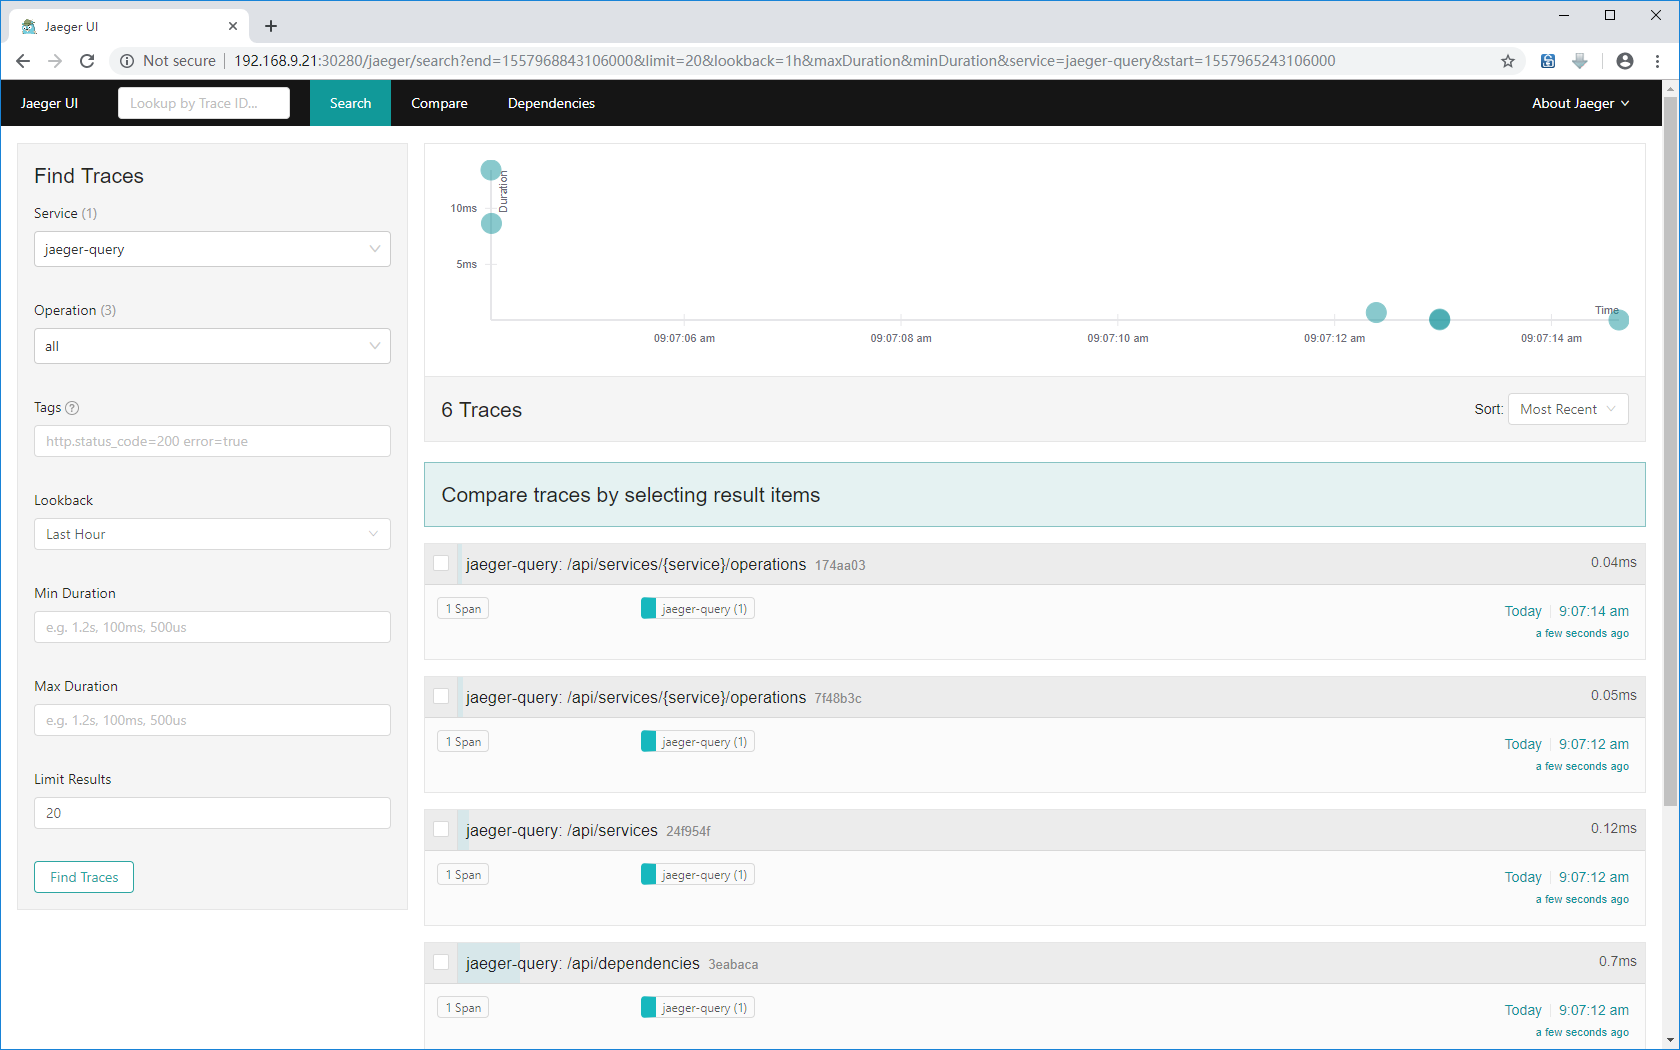 Jaeger UI
Not secure | 192.168.9.21:30280/jaeger/search?end=1557968843106000&limit=20&lookback=1h&maxDuration&minDuration&service=jaeger-query&start=1557965243106000
Jaeger UI Lookup by Trace ID... Search Compare Dependencies About Jaeger
Find Traces
Service (1)
jaeger-query
Operation (3)
all
Tags ?
http.status_code=200 error=true
Lookback
Last Hour
Min Duration
e.g. 1.2s, 100ms, 500us
Max Duration
e.g. 1.2s, 100ms, 500us
Limit Results
20
Find Traces
Duration
10ms
5ms
Time
09:07:06 am 09:07:08 am 09:07:10 am 09:07:12 am 09:07:14 am
6 Traces Sort: Most Recent
Compare traces by selecting result items
jaeger-query: /api/services/{service}/operations 174aa03 0.04ms
1 Span jaeger-query (1) Today 9:07:14 am
a few seconds ago
jaeger-query: /api/services/{service}/operations 7f48b3c 0.05ms
1 Span jaeger-query (1) Today 9:07:12 am
a few seconds ago
jaeger-query: /api/services 24f954f 0.12ms
1 Span jaeger-query (1) Today 9:07:12 am
a few seconds ago
jaeger-query: /api/dependencies 3eabaca 0.7ms
1 Span jaeger-query (1) Today 9:07:12 am
a few seconds ago